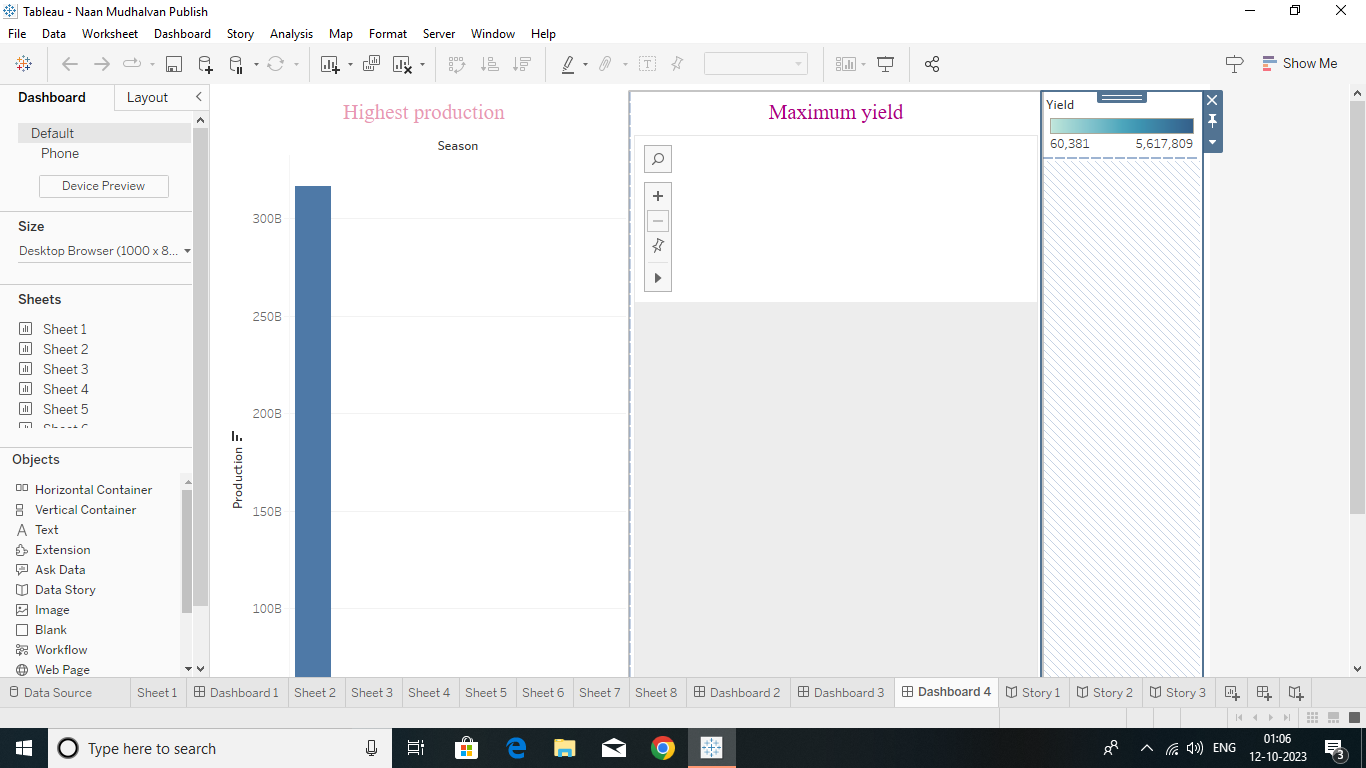 Tableau - Naan Mudhalvan Publish
File Data Worksheet Dashboard Story Analysis Map Format Server Window Help
Show Me
Dashboard Layout
Default
Phone
Device Preview
Size
Desktop Browser (1000 x 8...
Sheets
Sheet 1
Sheet 2
Sheet 3
Sheet 4
Sheet 5
Objects
Horizontal Container
Vertical Container
Text
Extension
Ask Data
Data Story
Image
Blank
Workflow
Web Page
Highest production
Season
300B
250B
200B
150B
100B
Production
Maximum yield
Yield
60,381 5,617,809
Data Source Sheet 1 Dashboard 1 Sheet 2 Sheet 3 Sheet 4 Sheet 5 Sheet 6 Sheet 7 Sheet 8 Dashboard 2 Dashboard 3 Dashboard 4 Story 1 Story 2 Story 3
Type here to search
ENG
01:06
12-10-2023
3